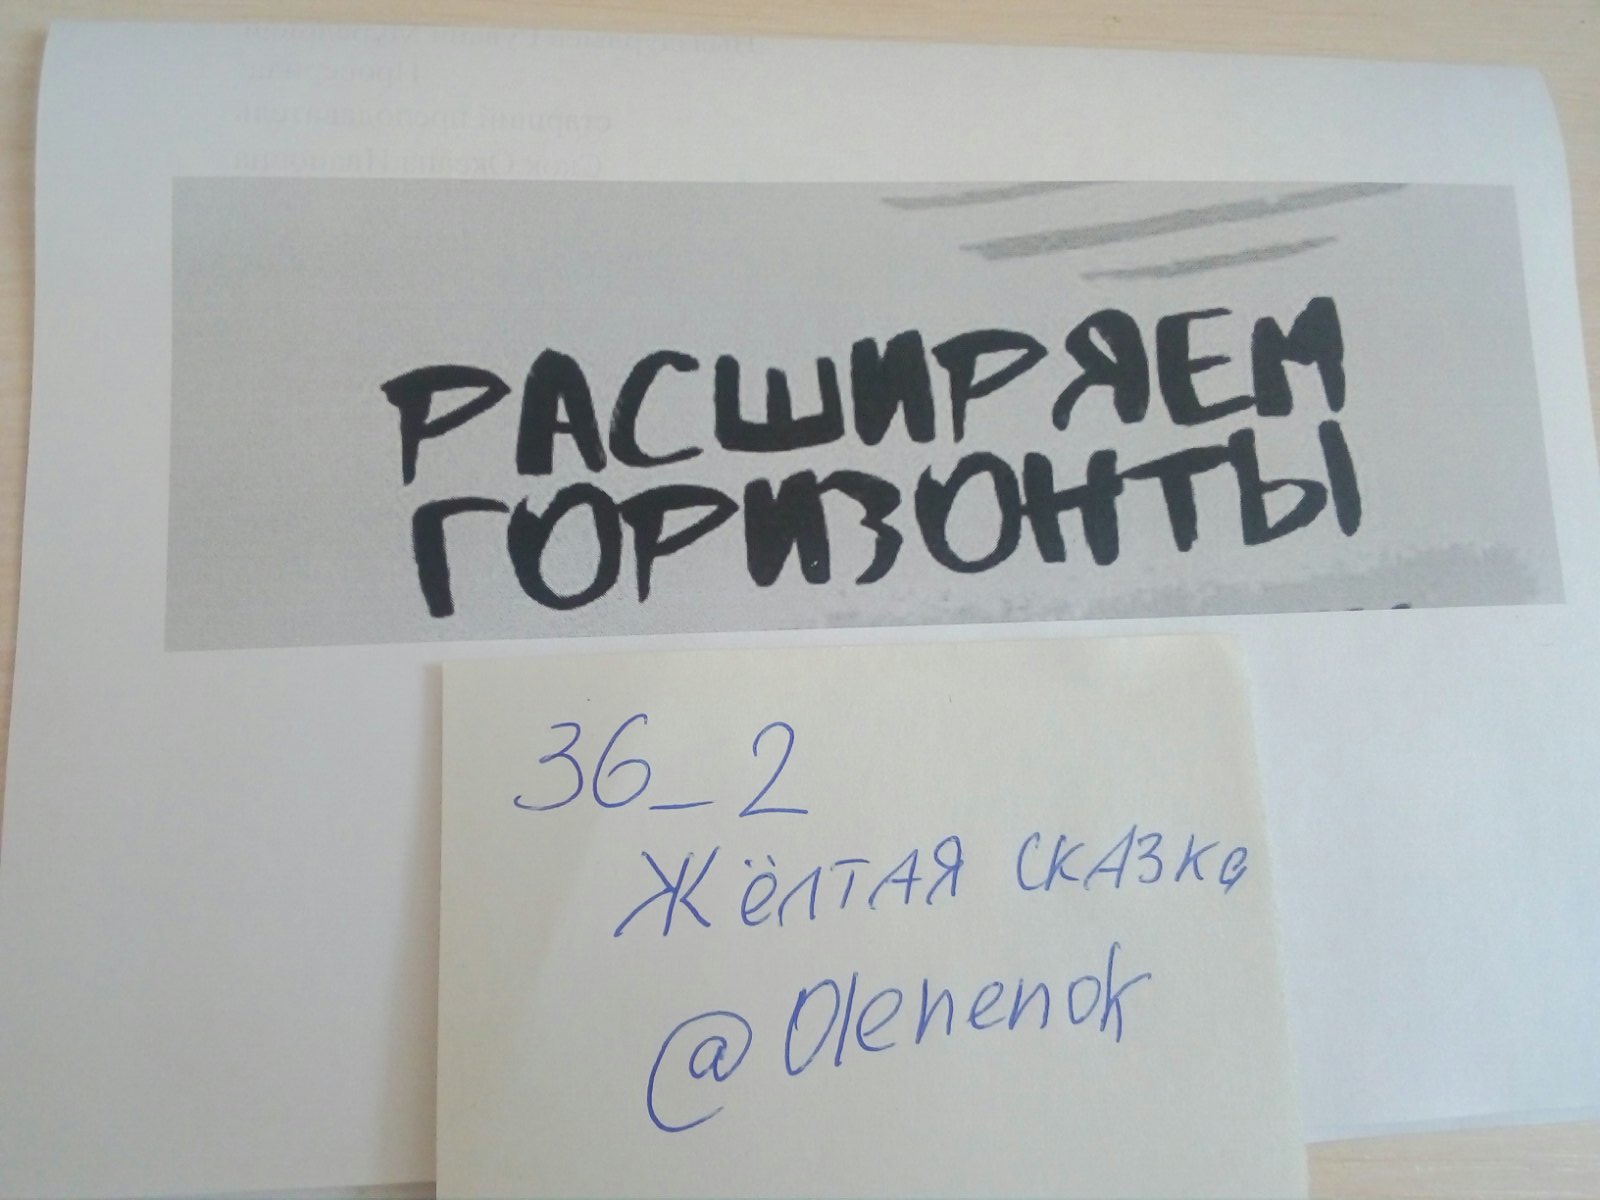 РАСШИРЯЕМ
ГОРИЗОНТЫ
36_2
Жёлтая сказка
@Olenenok